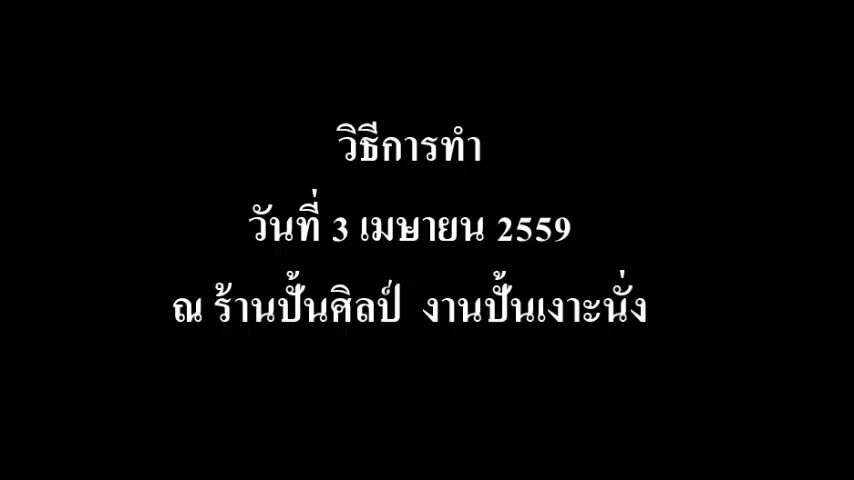 วิธีการทำ
วันที่ 3 เมษายน 2559
ณ ร้านปั้นศิลป์ งานปั้นเงาะนั่ง